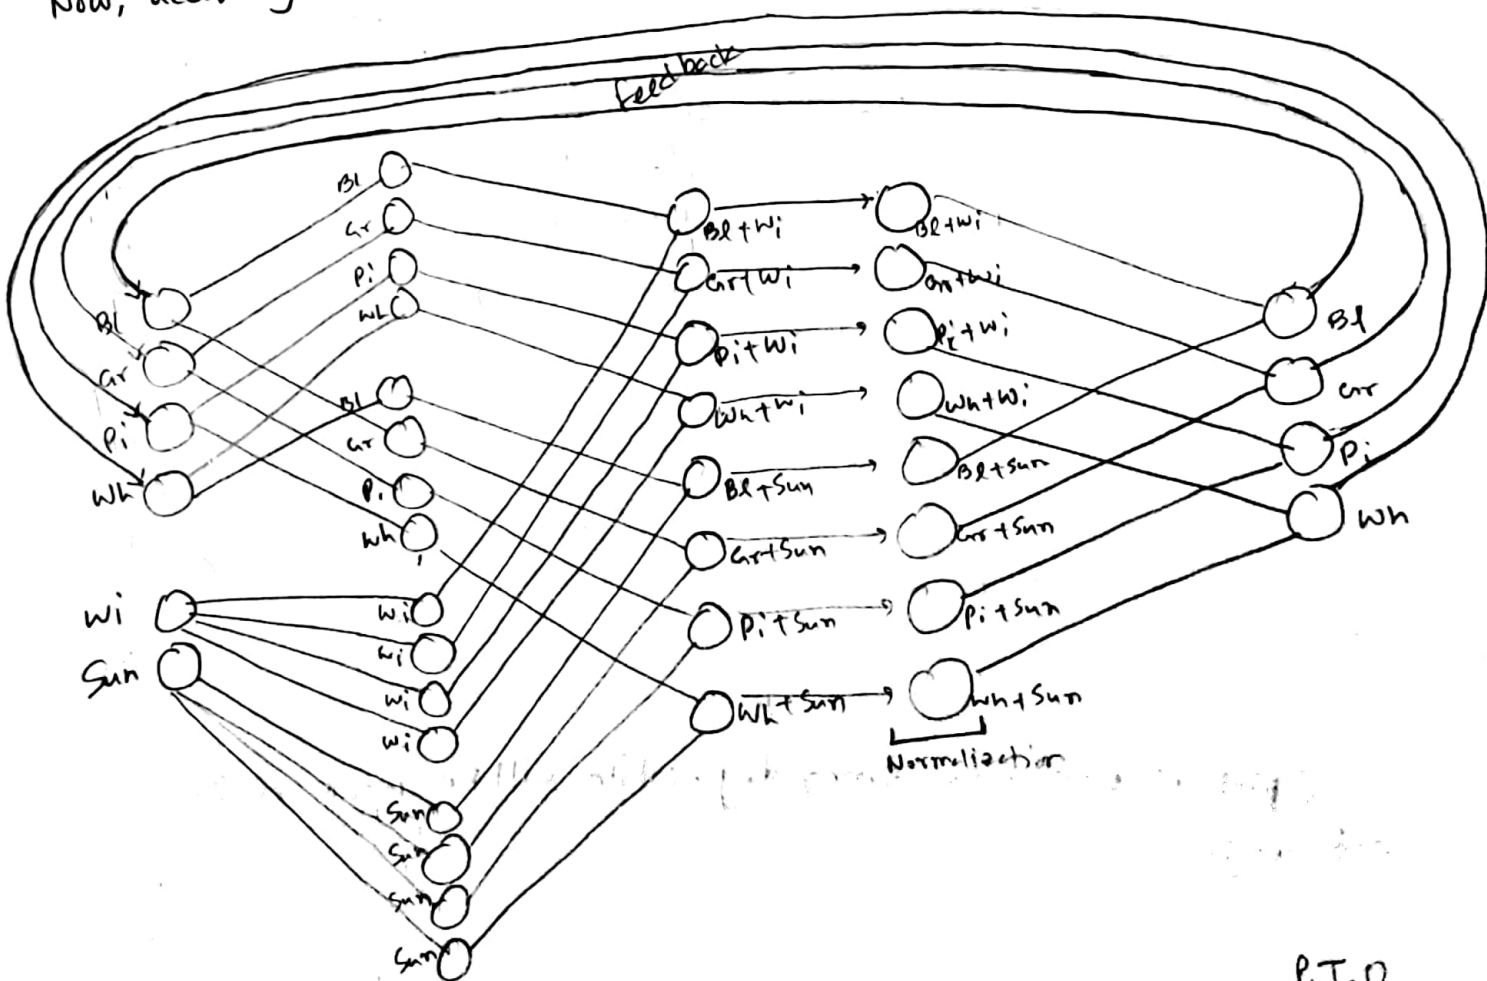 Now,
Feedback
Bl
Gr
Pi
Wh
Bl
Gr
Pi
Wh
Bl
Gr
Pi
Wh
Wi
Sun
Wi
Wi
Wi
Wi
Sun
Sun
Sun
Sun
Bl+Wi
Gr+Wi
Pi+Wi
Wh+Wi
Bl+Sun
Gr+Sun
Pi+Sun
Wh+Sun
Bl+Wi
Gr+Wi
Pi+Wi
Wh+Wi
Bl+Sun
Gr+Sun
Pi+Sun
Wh+Sun
Normalization
Bl
Gr
Pi
Wh
P.T.O